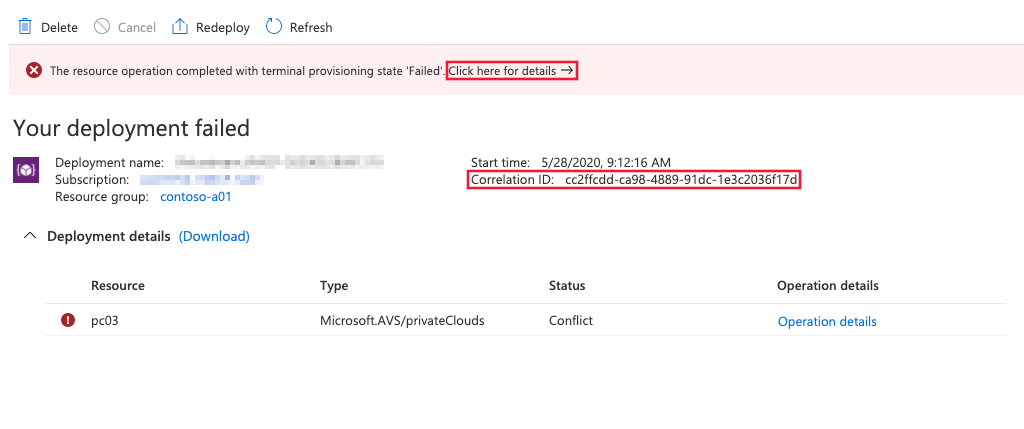 Delete Cancel Redeploy Refresh
The resource operation completed with terminal provisioning state 'Failed'. Click here for details →
Your deployment failed
Deployment name:
Start time: 5/28/2020, 9:12:16 AM
Subscription:
Correlation ID: cc2ffcdd-ca98-4889-91dc-1e3c2036f17d
Resource group: contoso-a01
Deployment details (Download)
Resource Type Status Operation details
pc03 Microsoft.AVS/privateClouds Conflict Operation details